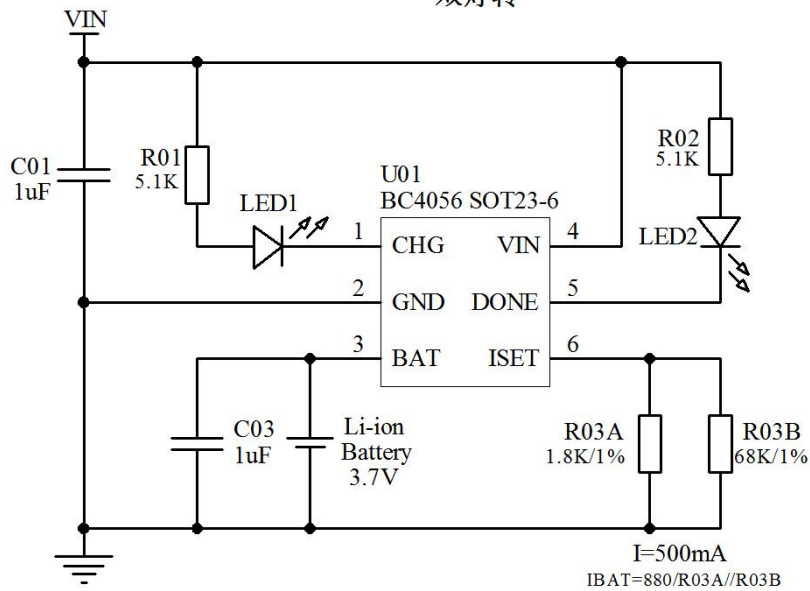 VIN
C01
1uF
R01
5.1K
LED1
U01
BC4056 SOT23-6
R02
5.1K
LED2
1 CHG VIN 4
2 GND DONE 5
3 BAT ISET 6
C03
1uF
Li-ion
Battery
3.7V
R03A
1.8K/1%
R03B
68K/1%
I=500mA
IBAT=880/R03A//R03B